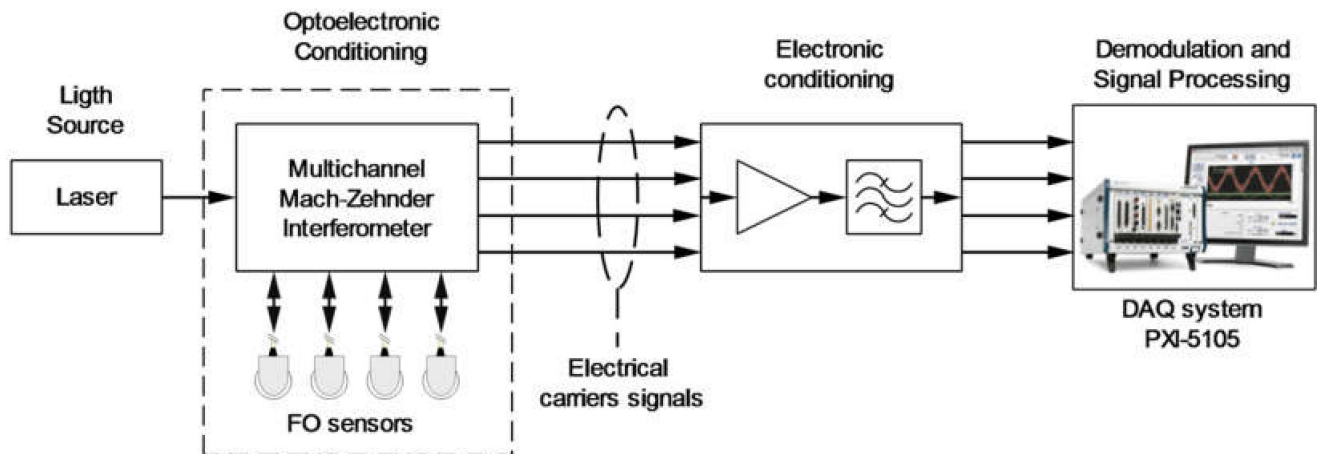 Optoelectronic
Conditioning
Electronic
conditioning
Demodulation and
Signal Processing
Ligth
Source
Laser
Multichannel
Mach-Zehnder
Interferometer
FO sensors
Electrical
carriers signals
DAQ system
PXI-5105